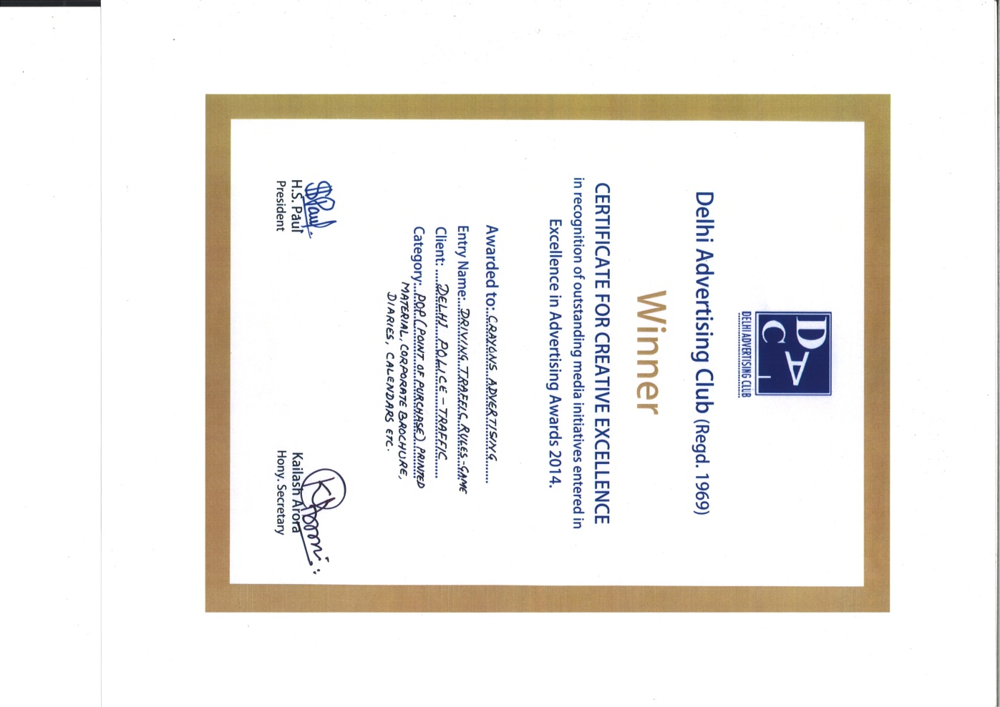 DAC
DELHI ADVERTISING CLUB
Delhi Advertising Club (Regd. 1969)
Winner
CERTIFICATE FOR CREATIVE EXCELLENCE
in recognition of outstanding media initiatives entered in
Excellence in Advertising Awards 2014.
Awarded to: CRAYONS ADVERTISING
Entry Name: DRIVING TRAFFIC RULES-GAME
Client: DELHI POLICE - TRAFFIC
Category: POP (POINT OF PURCHASE) PRINTED
MATERIAL, CORPORATE BROCHURE,
DIARIES, CALENDARS ETC.
H.S. Paul
President
Kailash Arora
Hony. Secretary